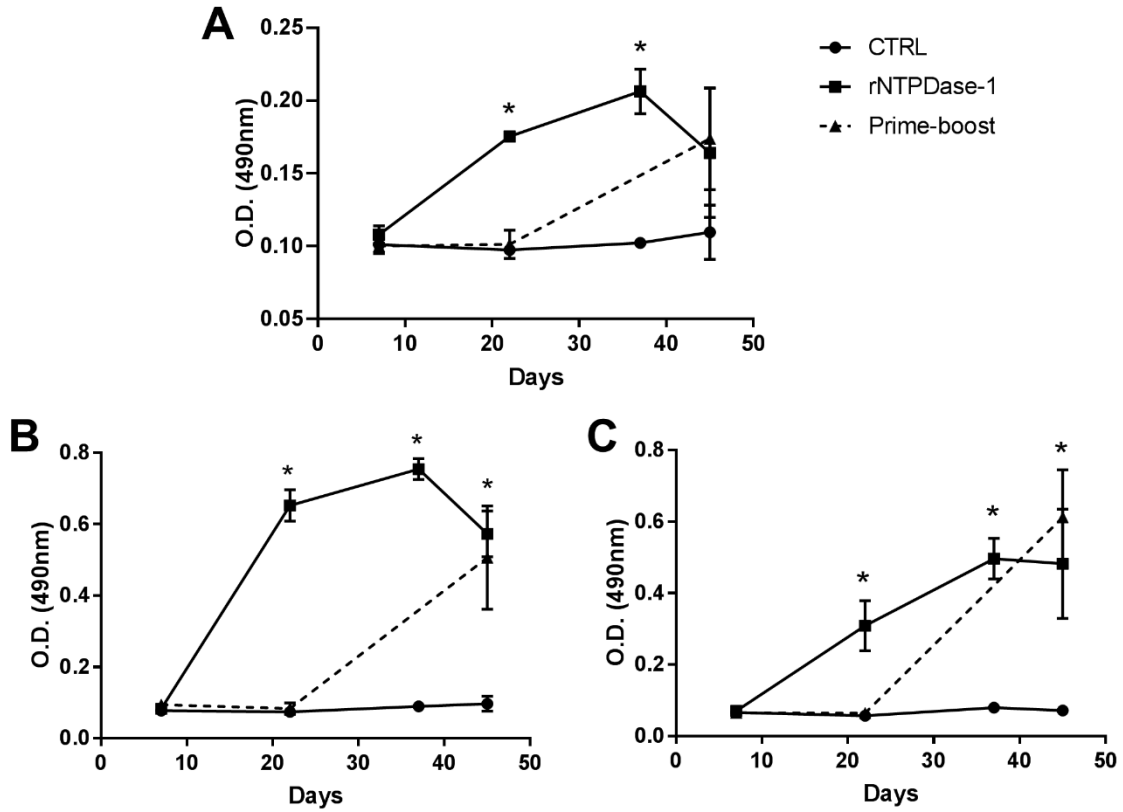 A
CTRL
rNTPDase-1
Prime-boost
0.25
0.20
0.15
0.10
0.05
O.D. (490nm)
* *
0 10 20 30 40 50
Days
B
0.8
0.6
0.4
0.2
0.0
O.D. (490nm)
* * *
0 10 20 30 40 50
Days
C
0.8
0.6
0.4
0.2
0.0
O.D. (490nm)
* * *
0 10 20 30 40 50
Days